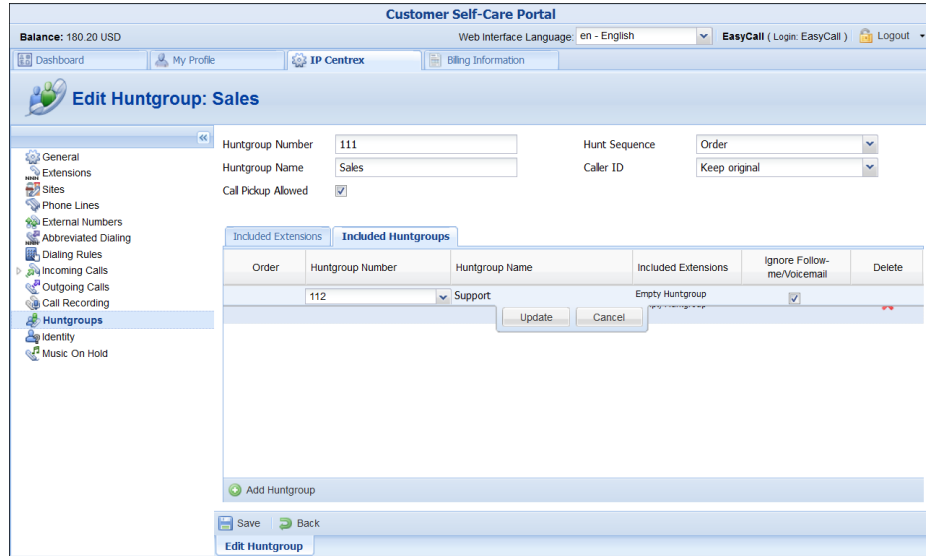 Customer Self-Care Portal
Balance: 180.20 USD Web Interface Language: en - English EasyCall ( Login: EasyCall ) Logout
Dashboard My Profile IP Centrex Billing Information
Edit Huntgroup: Sales
General
Extensions
Sites
Phone Lines
External Numbers
Abbreviated Dialing
Dialing Rules
Incoming Calls
Outgoing Calls
Call Recording
Huntgroups
Identity
Music On Hold
Huntgroup Number 111 Hunt Sequence Order
Huntgroup Name Sales Caller ID Keep original
Call Pickup Allowed
Included Extensions Included Huntgroups
Order Huntgroup Number Huntgroup Name Included Extensions Ignore Follow-
me/Voicemail Delete
112 Support Empty Huntgroup
Update Cancel
Add Huntgroup
Save Back
Edit Huntgroup